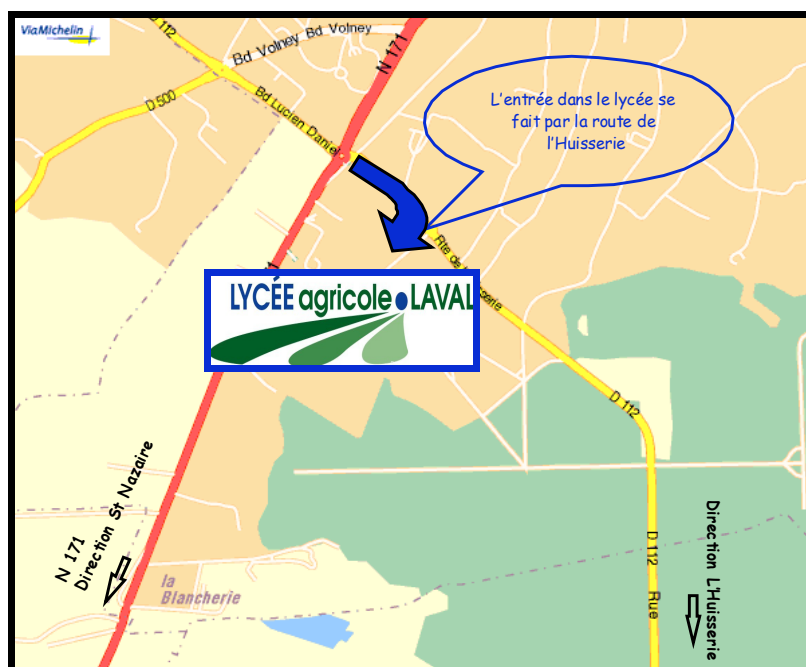 ViaMichelin
D 112
Bd Volney Bd Volney
N 171
D 500
Bd Lucien Daniel
L'entrée dans le lycée se
fait par la route de
l'Huisserie
Rte de
sserie
LYCÉE agricole LAVAL
D 112
N 171
Direction St Nazaire
la
Blancherie
D 112
Rue
Direction L'Huisserie